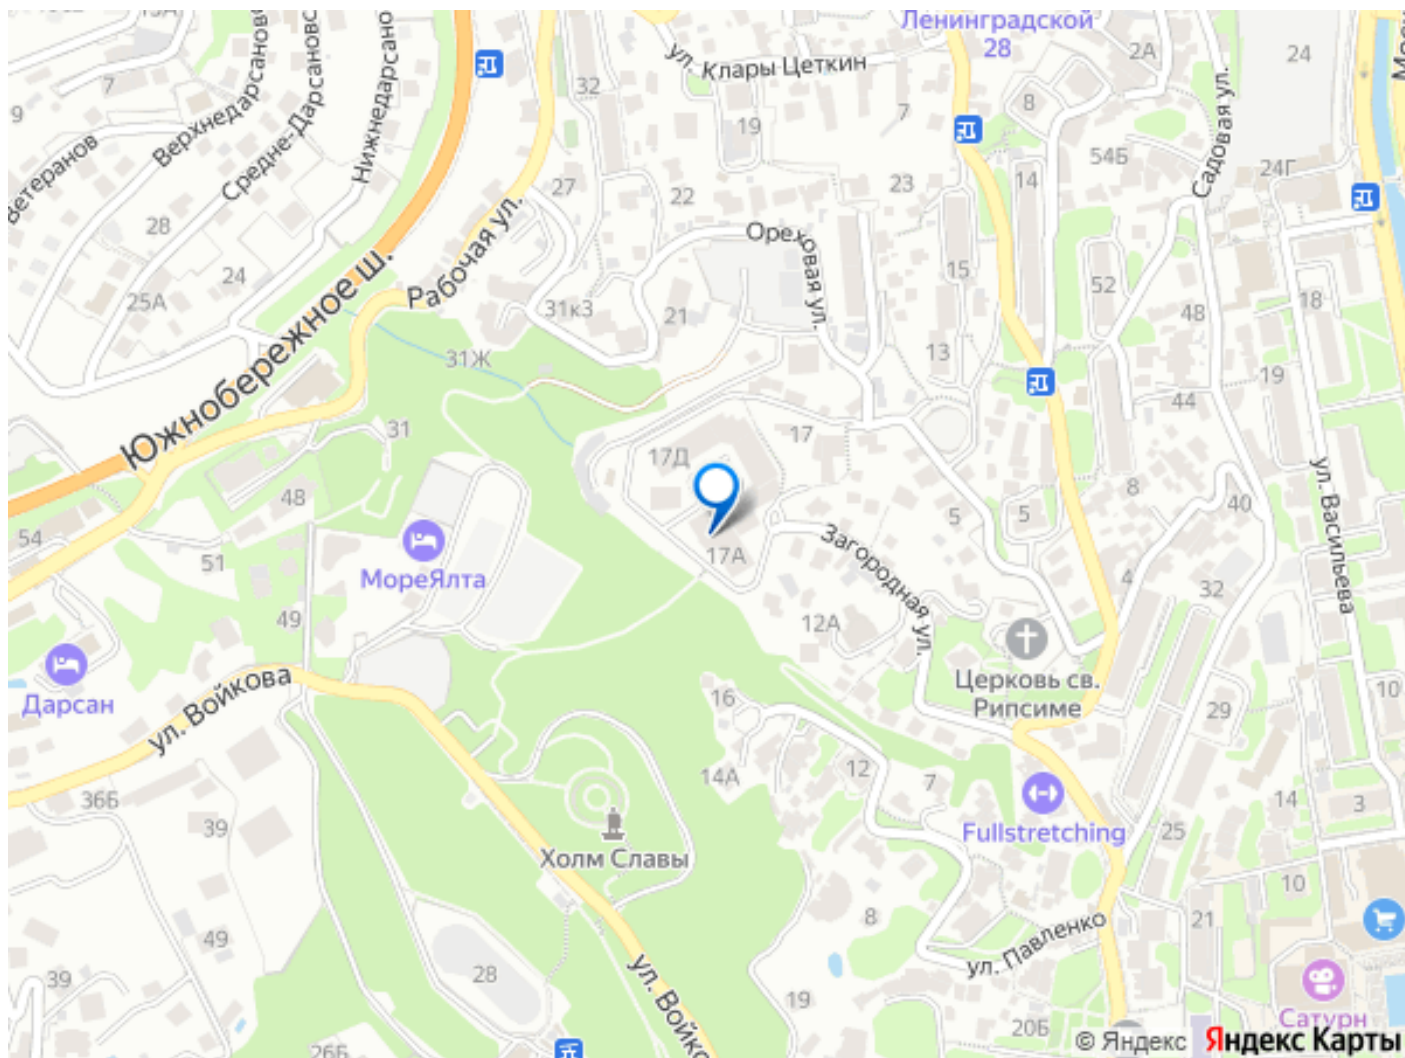 Ленинградской
28
ул. Клары Цеткин
2А
24
7
9
32
8
7
19
Верхнедарсановс
Средне-Дарсановс
Нижнедарсано
Ветеранов
Садовая ул.
54Б
24Г
27
22
23
14
28
Рабочая ул.
Ореховая ул.
24
25А
15
52
18
31к3
21
48
Южнобережное ш.
31Ж
13
19
44
31
17
17Д
8
40
48
5
5
54
17А
Загородная ул.
ул. Васильева
51
МореЯлта
4
32
49
12А
Дарсан
ул. Войкова
Церковь св.
Рипсиме
16
10
29
14А
12
7
36Б
39
14
3
Fullstretching
25
Холм Славы
10
8
21
49
ул. Павленко
39
28
ул. Войко
19
Сатурн
20Б
26Б
© Яндекс Яндекс Карты